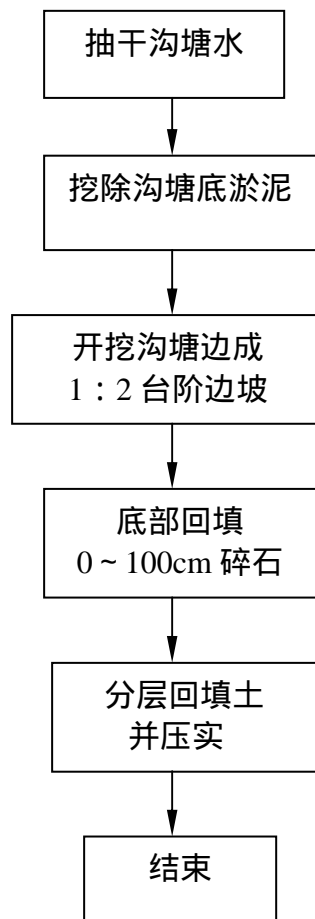 抽干沟塘水
挖除沟塘底淤泥
开挖沟塘边成
1：2 台阶边坡
底部回填
0～100cm 碎石
分层回填土
并压实
结束